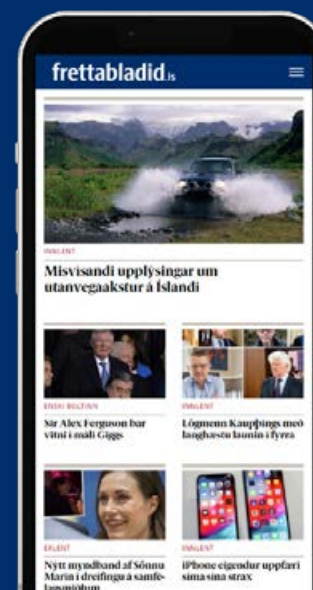 frettabladid.is
INNLENT
Misvísandi upplýsingar um
utanvegaakstur á Íslandi
ENSKI BOLTINN
Sir Alex Ferguson bar
vitni í máli Giggs
INNLENT
Lögmenn Kaupþings með
langhæstu launin í fyrra
ERLENT
Nýtt myndband af Sönnu
Marin í dreifingu á samfé-
lagsmiðlum
INNLENT
iPhone eigendur uppfæri
síma sína strax